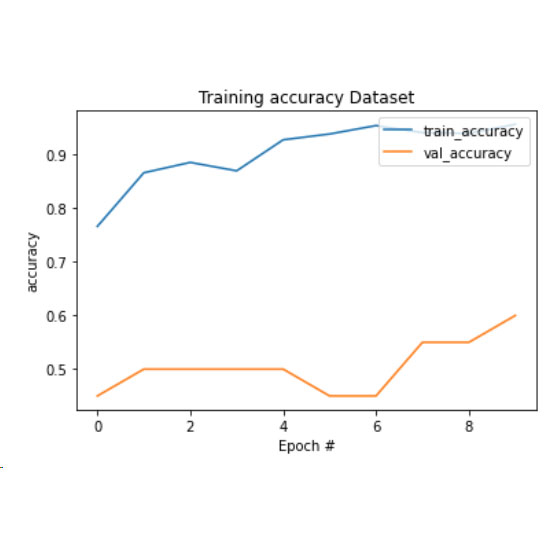 Training accuracy Dataset
train_accuracy
val_accuracy
0.9
0.8
0.7
0.6
0.5
accuracy
0 2 4 6 8
Epoch #